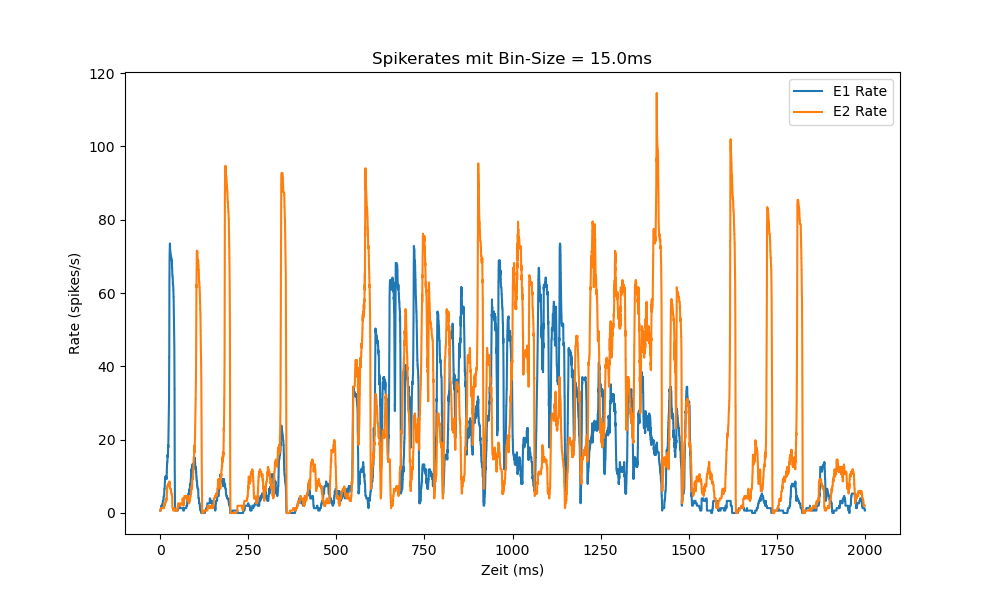 Spikerates mit Bin-Size = 15.0ms
E1 Rate
E2 Rate
Rate (spikes/s)
120
100
80
60
40
20
0
0 250 500 750 1000 1250 1500 1750 2000
Zeit (ms)